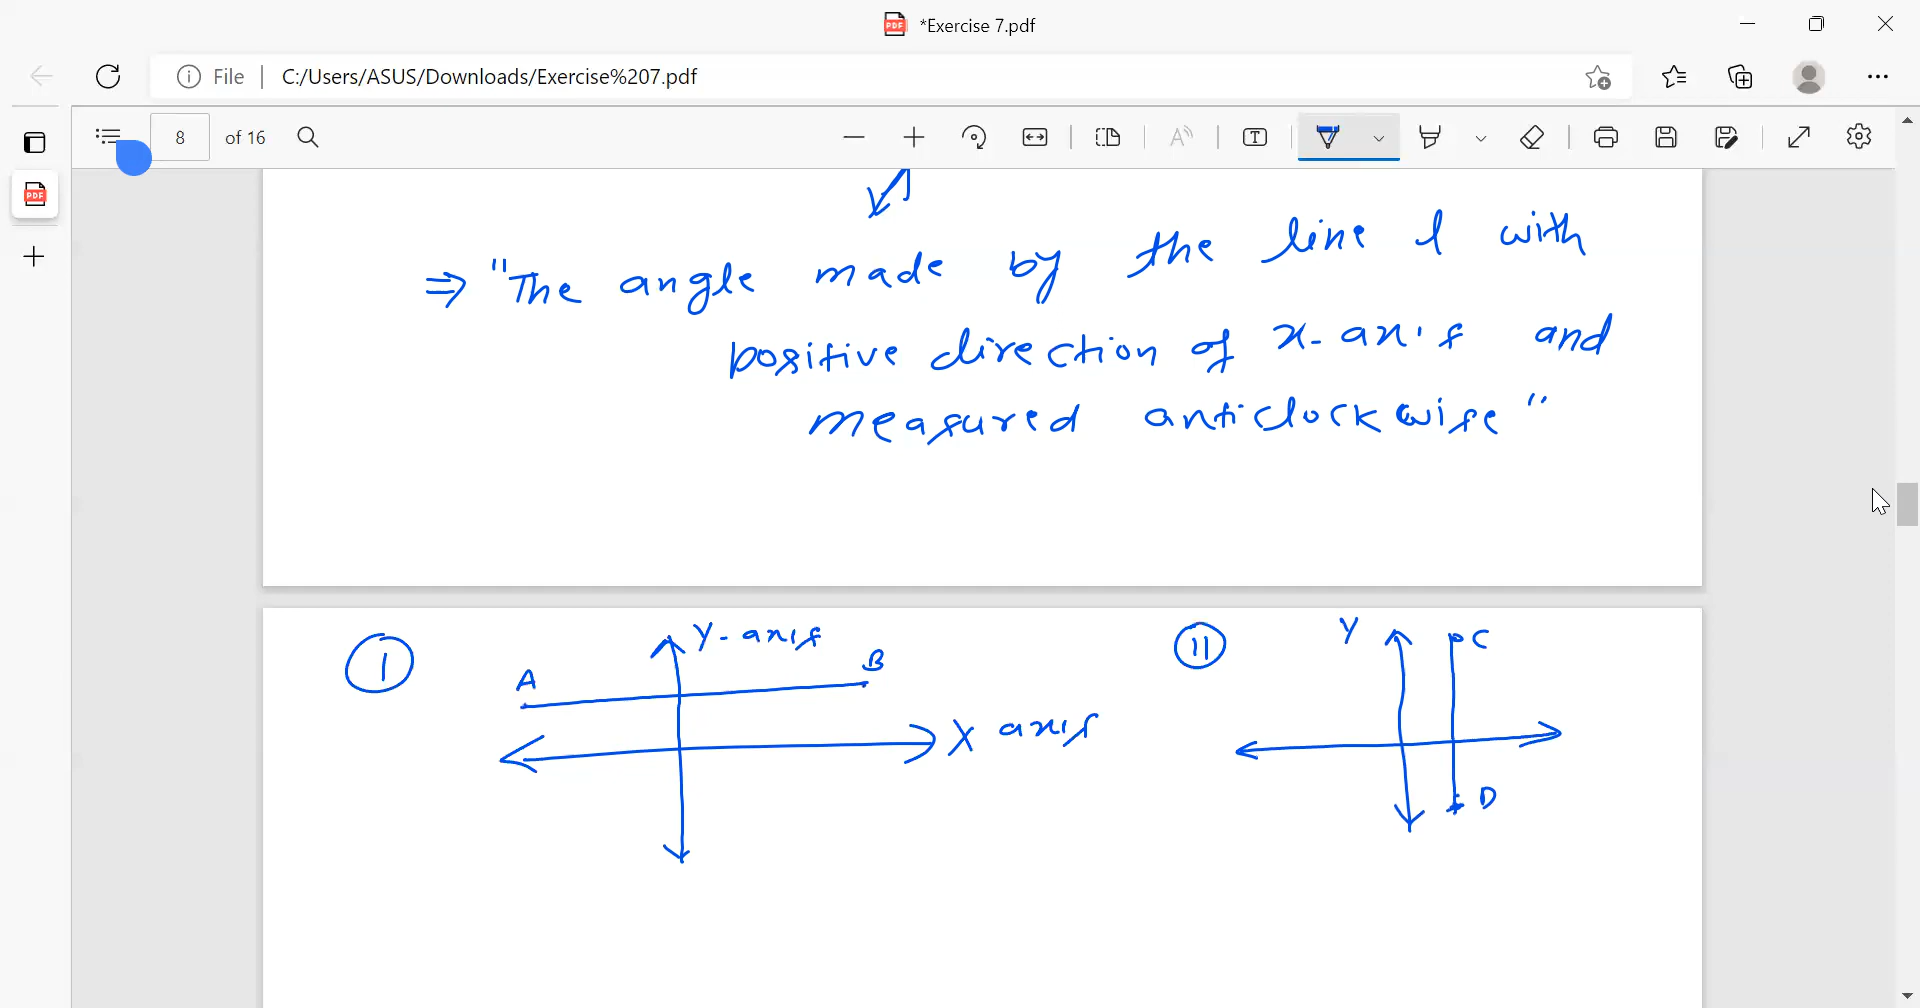 *Exercise 7.pdf
File | C:/Users/ASUS/Downloads/Exercise%207.pdf
8 of 16
⇒ "The angle made by the line l with
positive direction of x-axis and
measured anticlockwise"
I
Y-axis
A
B
X axis
II
Y
C
D